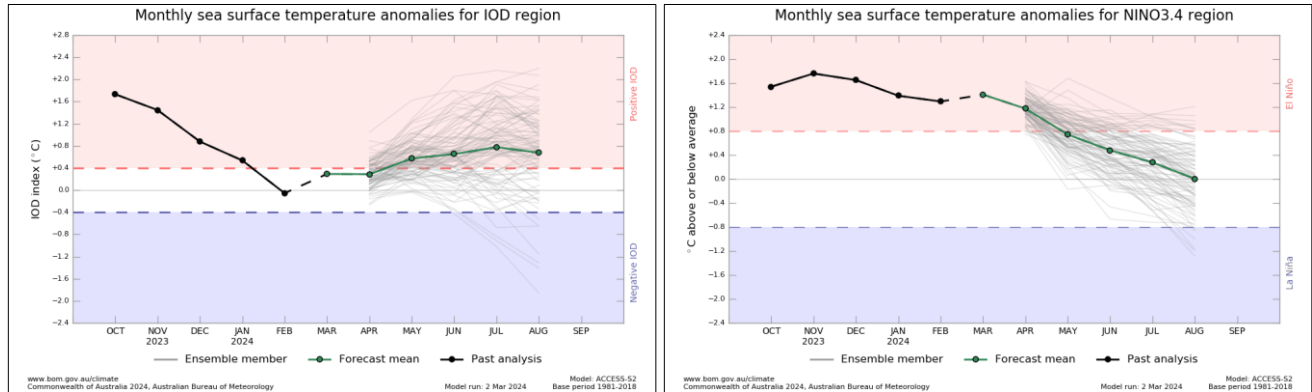 Monthly sea surface temperature anomalies for IOD region
+2.8
+2.4
+2.0
+1.6
+1.2
+0.8
+0.4
0.0
−0.4
−0.8
−1.2
−1.6
−2.0
−2.4
IOD index (°C)
Positive IOD
Negative IOD
OCT NOV DEC JAN FEB MAR APR MAY JUN JUL AUG SEP
2023 2024
Ensemble member Forecast mean Past analysis
www.bom.gov.au/climate
Commonwealth of Australia 2024, Australian Bureau of Meteorology
Model run: 2 Mar 2024
Model: ACCESS-S2
Base period 1981-2018
Monthly sea surface temperature anomalies for NINO3.4 region
+2.4
+2.0
+1.6
+1.2
+0.8
+0.4
0.0
−0.4
−0.8
−1.2
−1.6
−2.0
−2.4
°C above or below average
El Niño
La Niña
OCT NOV DEC JAN FEB MAR APR MAY JUN JUL AUG SEP
2023 2024
Ensemble member Forecast mean Past analysis
www.bom.gov.au/climate
Commonwealth of Australia 2024, Australian Bureau of Meteorology
Model run: 2 Mar 2024
Model: ACCESS-S2
Base period 1981-2018